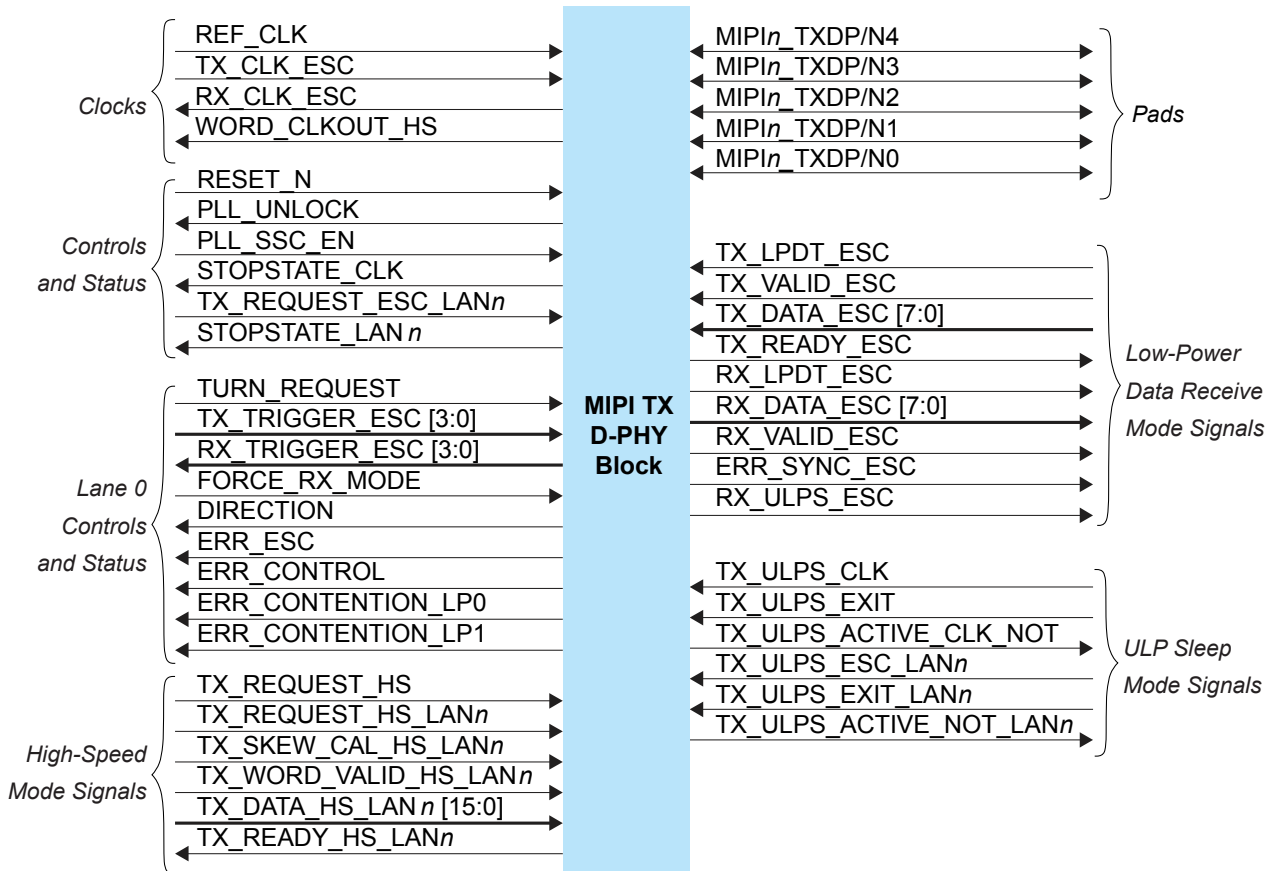 REF_CLK
TX_CLK_ESC
RX_CLK_ESC
WORD_CLKOUT_HS
Clocks
RESET_N
PLL_UNLOCK
PLL_SSC_EN
STOPSTATE_CLK
TX_REQUEST_ESC_LANn
STOPSTATE_LAN n
Controls
and Status
TURN_REQUEST
TX_TRIGGER_ESC [3:0]
RX_TRIGGER_ESC [3:0]
FORCE_RX_MODE
DIRECTION
ERR_ESC
ERR_CONTROL
ERR_CONTENTION_LP0
ERR_CONTENTION_LP1
Lane 0
Controls
and Status
TX_REQUEST_HS
TX_REQUEST_HS_LANn
TX_SKEW_CAL_HS_LANn
TX_WORD_VALID_HS_LANn
TX_DATA_HS_LAN n [15:0]
TX_READY_HS_LANn
High-Speed
Mode Signals
MIPI TX
D-PHY
Block
MIPIn_TXDP/N4
MIPIn_TXDP/N3
MIPIn_TXDP/N2
MIPIn_TXDP/N1
MIPIn_TXDP/N0
Pads
TX_LPDT_ESC
TX_VALID_ESC
TX_DATA_ESC [7:0]
TX_READY_ESC
RX_LPDT_ESC
RX_DATA_ESC [7:0]
RX_VALID_ESC
ERR_SYNC_ESC
RX_ULPS_ESC
Low-Power
Data Receive
Mode Signals
TX_ULPS_CLK
TX_ULPS_EXIT
TX_ULPS_ACTIVE_CLK_NOT
TX_ULPS_ESC_LANn
TX_ULPS_EXIT_LANn
TX_ULPS_ACTIVE_NOT_LANn
ULP Sleep
Mode Signals